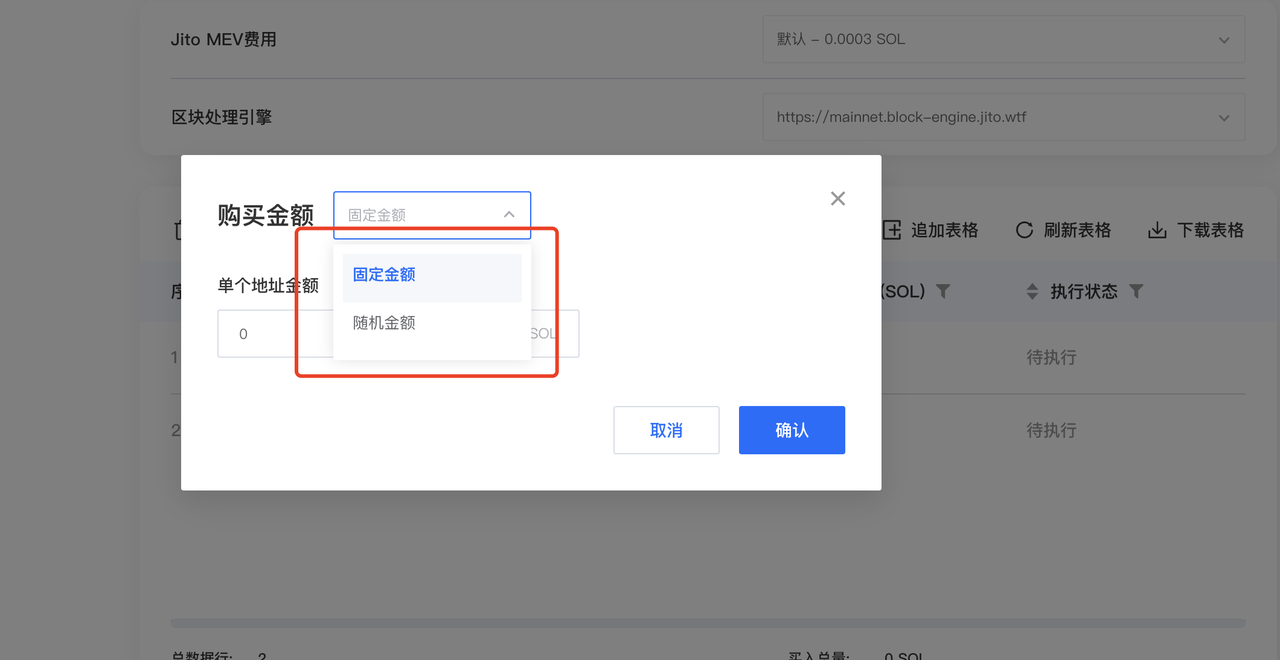 Jito MEV费用
默认 – 0.0003 SOL
区块处理引擎
https://mainnet.block-engine.jito.wtf
购买金额
固定金额
追加表格
刷新表格
下载表格
固定金额
随机金额
单个地址金额
0
SOL
(SOL)
执行状态
1
待执行
2
待执行
取消
确认
总数据行: 2
买入总量: 0 SOL